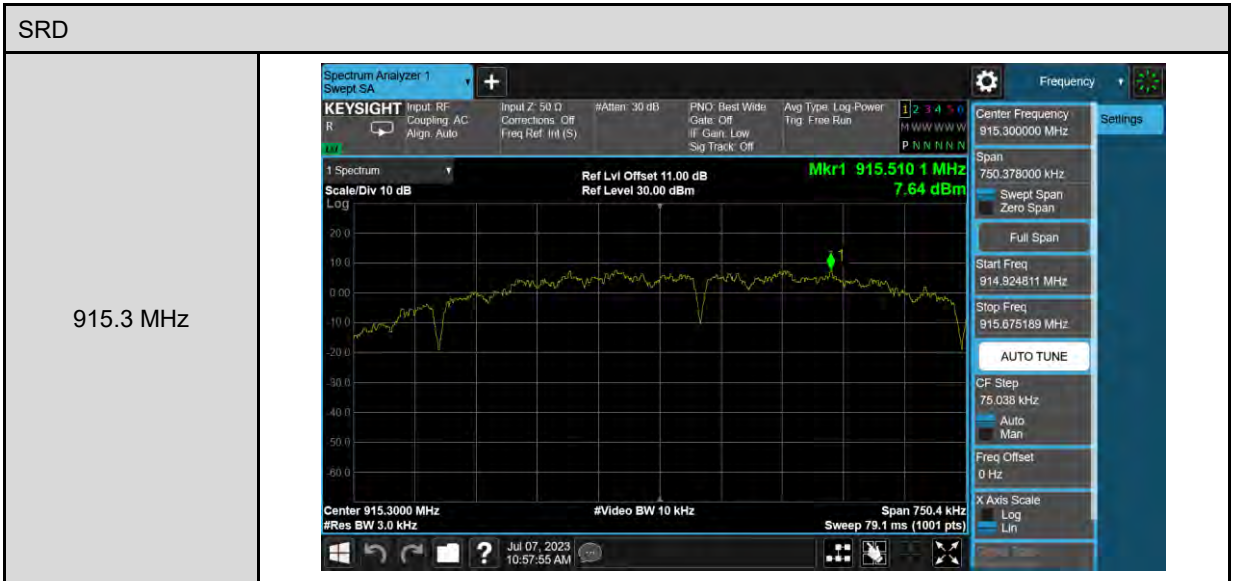 SRD
915.3 MHz
Spectrum Analyzer 1
Swept SA
Frequency
KEYSIGHT
R
Input: RF
Coupling: AC
Align: Auto
Input Z: 50 Ω
Corrections: Off
Freq Ref: Int (S)
#Atten: 30 dB
PNO: Best Wide
Gate: Off
IF Gain: Low
Sig Track: Off
Avg Type: Log-Power
Trig: Free Run
1 2 3 4 5 6
M W W W W W
P N N N N N
1 Spectrum
Scale/Div 10 dB
Log
Ref Lvl Offset 11.00 dB
Ref Level 30.00 dBm
Mkr1 915.510 1 MHz
7.64 dBm
1
20.0
10.0
0.00
-10.0
-20.0
-30.0
-40.0
-50.0
-60.0
Center 915.3000 MHz
#Res BW 3.0 kHz
#Video BW 10 kHz
Span 750.4 kHz
Sweep 79.1 ms (1001 pts)
Jul 07, 2023
10:57:55 AM
Center Frequency
915.300000 MHz
Settings
Span
750.378000 kHz
Swept Span
Zero Span
Full Span
Start Freq
914.924811 MHz
Stop Freq
915.675189 MHz
AUTO TUNE
CF Step
75.038 kHz
Auto
Man
Freq Offset
0 Hz
X Axis Scale
Log
Lin